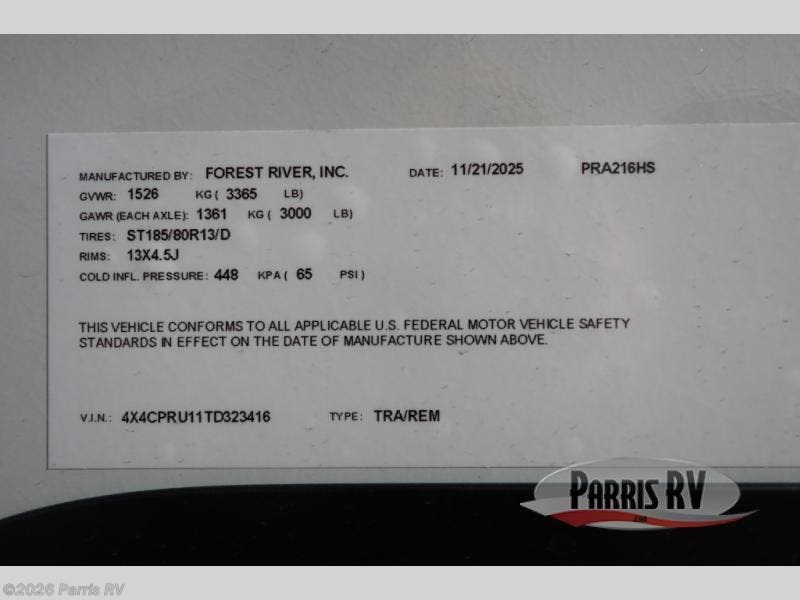 MANUFACTURED BY: FOREST RIVER, INC. DATE: 11/21/2025 PRA216HS
GVWR: 1526 KG ( 3365 LB)
GAWR (EACH AXLE): 1361 KG ( 3000 LB)
TIRES: ST185/80R13/D
RIMS: 13X4.5J
COLD INFL. PRESSURE: 448 KPA ( 65 PSI )
THIS VEHICLE CONFORMS TO ALL APPLICABLE U.S. FEDERAL MOTOR VEHICLE SAFETY
STANDARDS IN EFFECT ON THE DATE OF MANUFACTURE SHOWN ABOVE.
V.I.N.: 4X4CPRU11TD323416 TYPE: TRA/REM
PARRIS RV
©2026 Parris RV